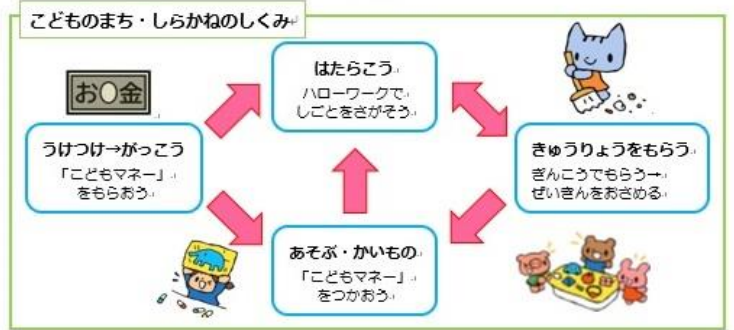 こどものまち・しらかねのしくみ
お〇金
はたらこう
ハローワークで
しごとをさがそう
うけつけ→がっこう
「こどもマネー」
をもらおう
きゅうりょうをもらう
ぎんこうでもらう→
ぜいきんをおさめる
あそぶ・かいもの
「こどもマネー」
をつかおう